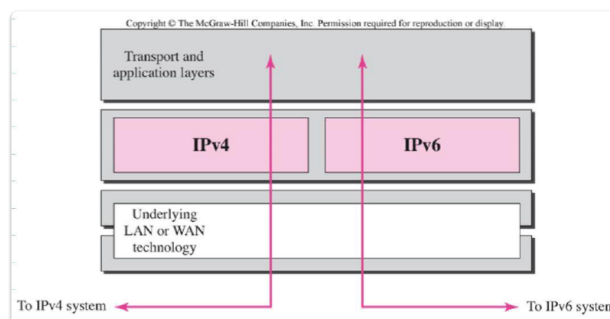 Copyright © The McGraw-Hill Companies, Inc. Permission required for reproduction or display.
Transport and
application layers
IPv4
IPv6
Underlying
LAN or WAN
technology
To IPv4 system
To IPv6 system